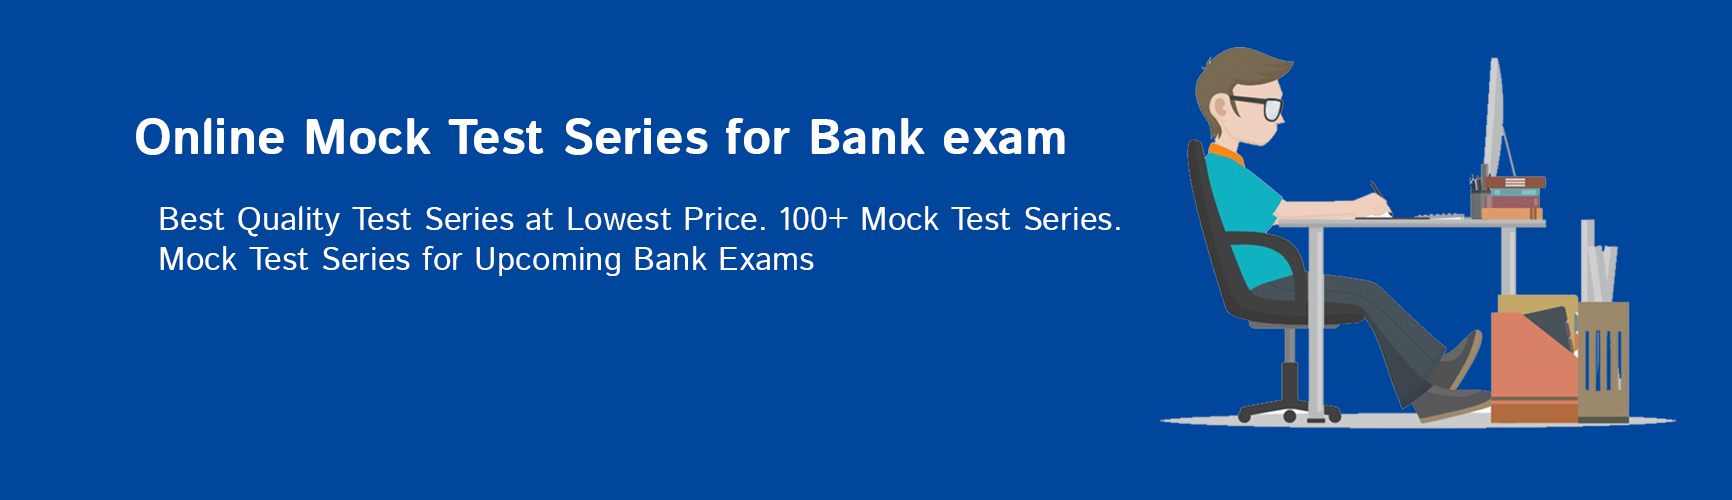 Online Mock Test Series for Bank exam
Best Quality Test Series at Lowest Price. 100+ Mock Test Series.
Mock Test Series for Upcoming Bank Exams